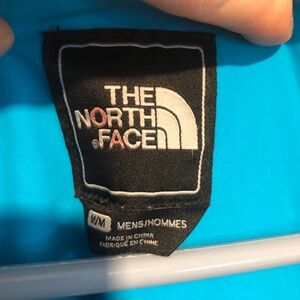 THE
NORTH
®FACE
M/M MENS/HOMMES
MADE IN CHINA
FABRIQUÉ EN CHINE